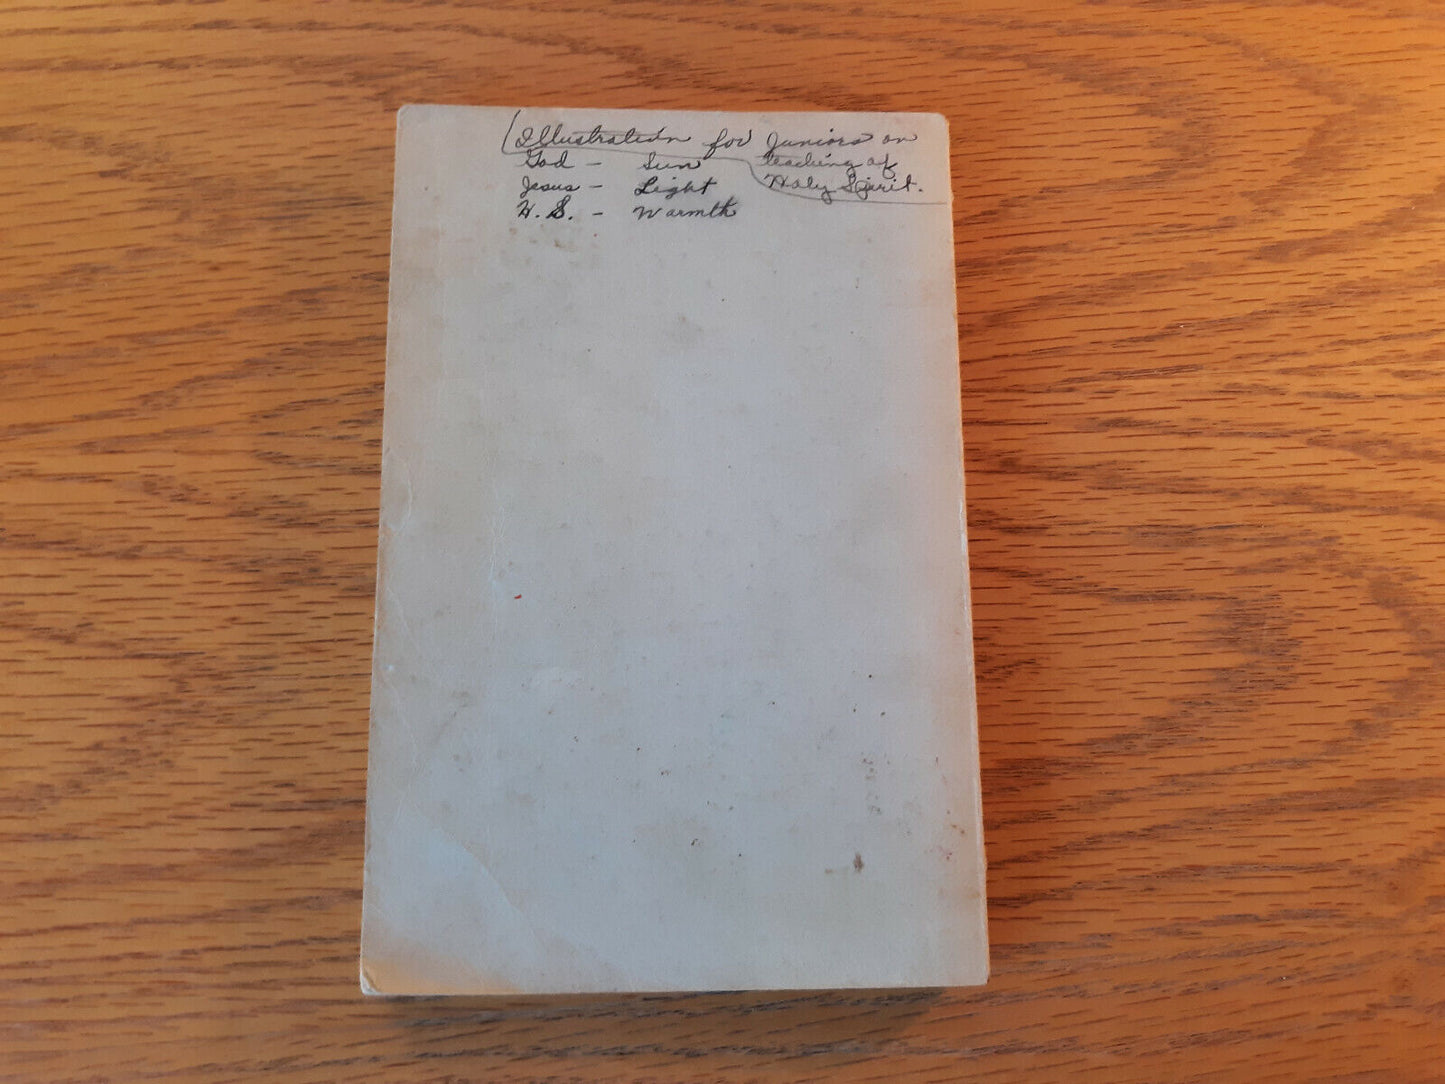 Illustration for Juniors on
teaching of
Holy Spirit.
God - Sun
Jesus - Light
H. S. - Warmth